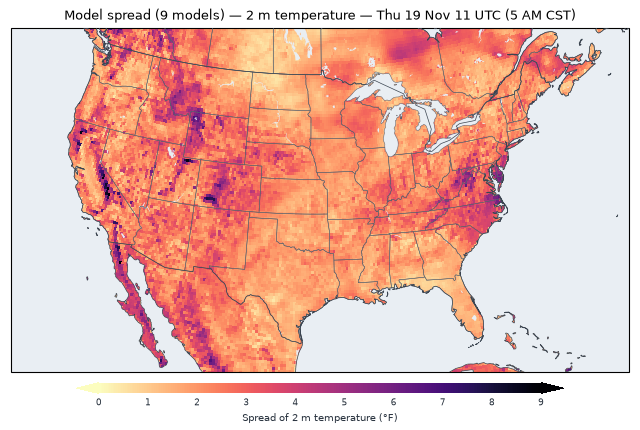 Model spread (9 models) — 2 m temperature — Thu 19 Nov 11 UTC (5 AM CST)
0 1 2 3 4 5 6 7 8 9
Spread of 2 m temperature (°F)